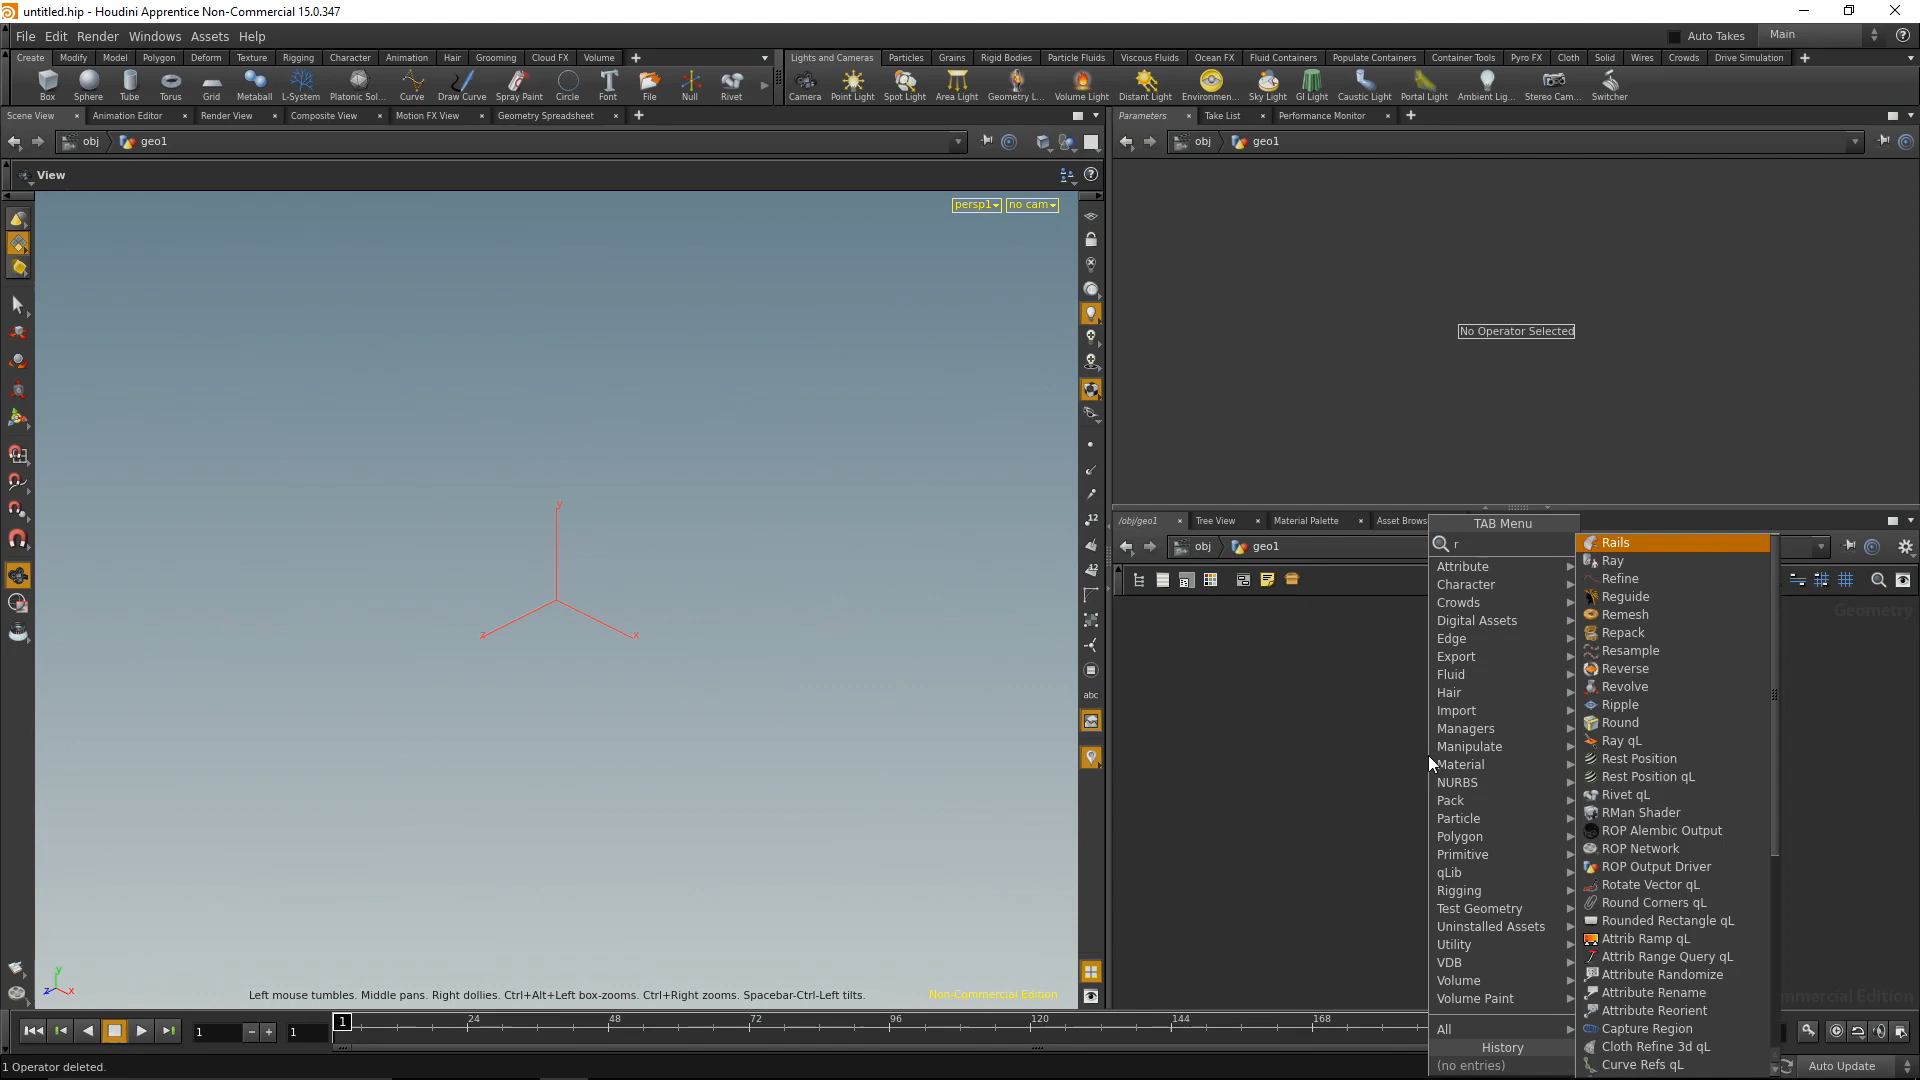 untitled.hip - Houdini Apprentice Non-Commercial 15.0.347
File Edit Render Windows Assets Help
Auto Takes Main
Create Modify Model Polygon Deform Texture Rigging Character Animation Hair Grooming Cloud FX Volume
Lights and Cameras Particles Grains Rigid Bodies Particle Fluids Viscous Fluids Ocean FX Fluid Containers Populate Containers Container Tools Pyro FX Cloth Solid Wires Crowds Drive Simulation
Box Sphere Tube Torus Grid Metaball L-System Platonic Sol... Curve Draw Curve Spray Paint Circle Font File Null Rivet
Camera Point Light Spot Light Area Light Geometry L... Volume Light Distant Light Environmen... Sky Light GI Light Caustic Light Portal Light Ambient Lig... Stereo Cam... Switcher
Scene View Animation Editor Render View Composite View Motion FX View Geometry Spreadsheet
Parameters Take List Performance Monitor
obj geo1
obj geo1
View
persp1 no cam
No Operator Selected
y
z
x
12
12
abc
y
z x
Left mouse tumbles. Middle pans. Right dollies. Ctrl+Alt+Left box-zooms. Ctrl+Right zooms. Spacebar-Ctrl-Left tilts.
Non-Commercial Edition
/obj/geo1 Tree View Material Palette Asset Brows
obj geo1
Geometry
mmercial Edition
TAB Menu
r
Attribute
Character
Crowds
Digital Assets
Edge
Export
Fluid
Hair
Import
Managers
Manipulate
Material
NURBS
Pack
Particle
Polygon
Primitive
qLib
Rigging
Test Geometry
Uninstalled Assets
Utility
VDB
Volume
Volume Paint
All
History
(no entries)
Rails
Ray
Refine
Reguide
Remesh
Repack
Resample
Reverse
Revolve
Ripple
Round
Ray qL
Rest Position
Rest Position qL
Rivet qL
RMan Shader
ROP Alembic Output
ROP Network
ROP Output Driver
Rotate Vector qL
Round Corners qL
Rounded Rectangle qL
Attrib Ramp qL
Attrib Range Query qL
Attribute Randomize
Attribute Rename
Attribute Reorient
Capture Region
Cloth Refine 3d qL
Curve Refs qL
1 1 1 24 48 72 96 120 144 168
1 Operator deleted.
Auto Update